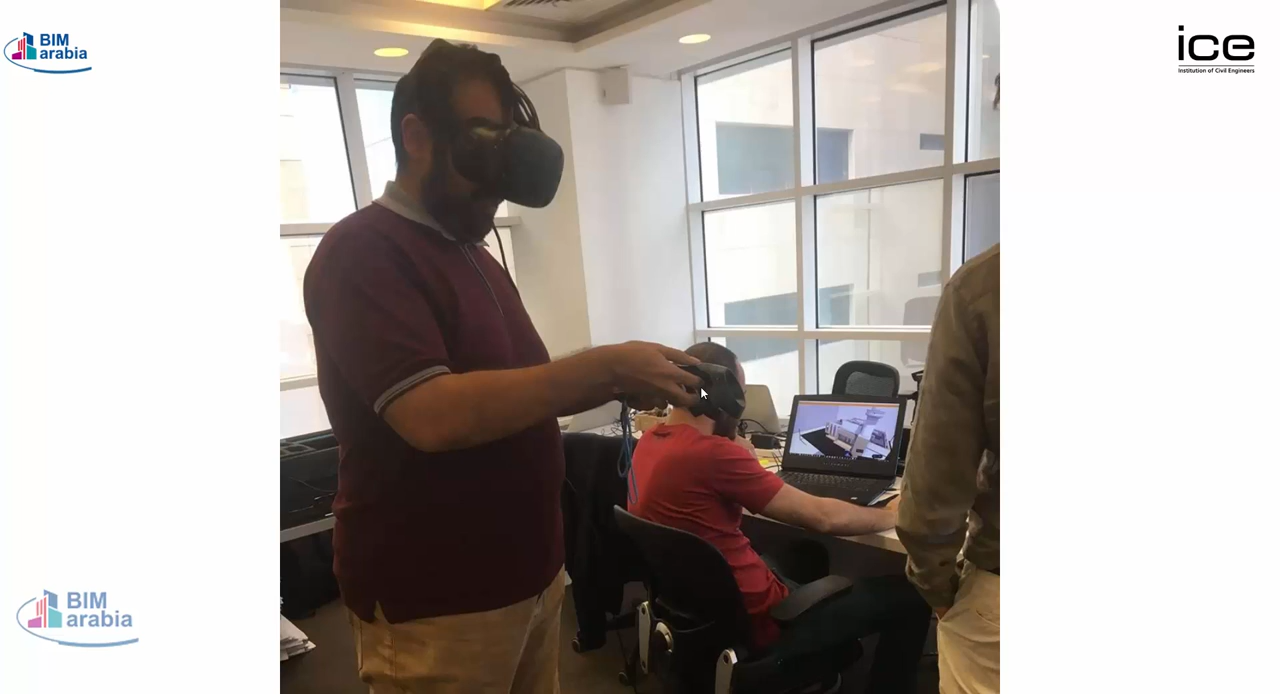 BIM
arabia
ice
Institution of Civil Engineers
BIM
arabia